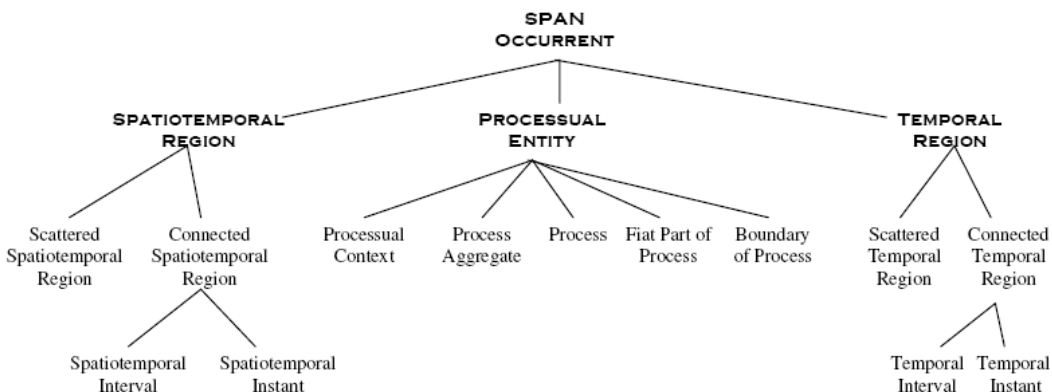 SPAN
OCCURRENT
SPATIOTEMPORAL
REGION
PROCESSUAL
ENTITY
TEMPORAL
REGION
Scattered
Spatiotemporal
Region
Connected
Spatiotemporal
Region
Processual
Context
Process
Aggregate
Process
Fiat Part of
Process
Boundary
of Process
Scattered
Temporal
Region
Connected
Temporal
Region
Spatiotemporal
Interval
Spatiotemporal
Instant
Temporal
Interval
Temporal
Instant